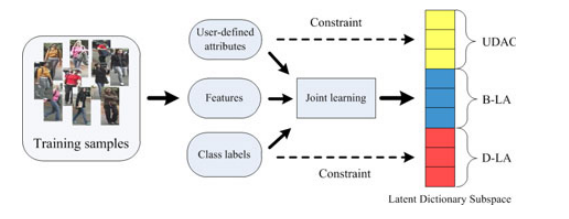 Training samples
User-defined
attributes
Features
Class labels
Constraint
Joint learning
Constraint
UDAC
B-LA
D-LA
Latent Dictionary Subspace